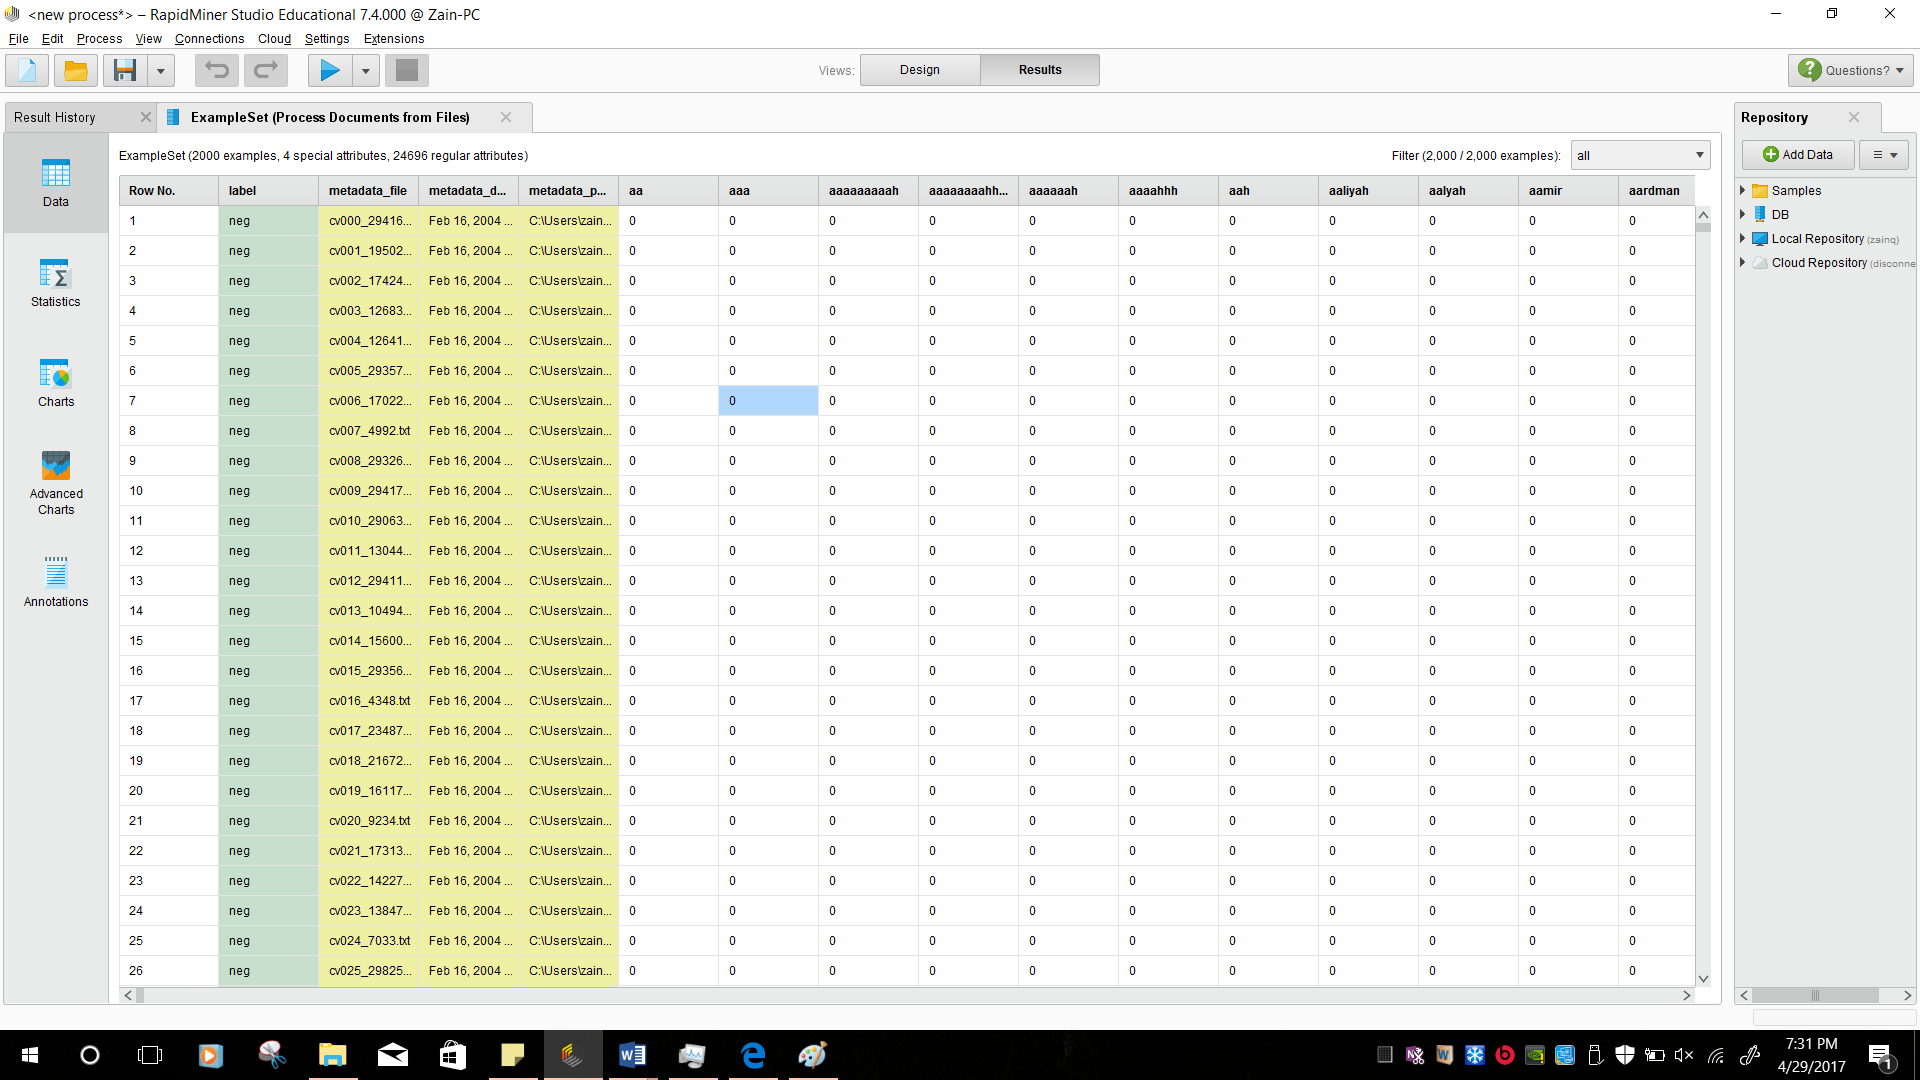 <new process*> – RapidMiner Studio Educational 7.4.000 @ Zain-PC
File Edit Process View Connections Cloud Settings Extensions
Views: Design Results Questions?
Result History ExampleSet (Process Documents from Files) Repository
ExampleSet (2000 examples, 4 special attributes, 24696 regular attributes) Filter (2,000 / 2,000 examples): all Add Data
Row No. label metadata_file metadata_d... metadata_p... aa aaa aaaaaaaaah aaaaaaaahh... aaaaaah aaaahhh aah aaliyah aalyah aamir aardman
1 neg cv000_29416... Feb 16, 2004 ... C:\Users\zain... 0 0 0 0 0 0 0 0 0 0 0
2 neg cv001_19502... Feb 16, 2004 ... C:\Users\zain... 0 0 0 0 0 0 0 0 0 0 0
3 neg cv002_17424... Feb 16, 2004 ... C:\Users\zain... 0 0 0 0 0 0 0 0 0 0 0
4 neg cv003_12683... Feb 16, 2004 ... C:\Users\zain... 0 0 0 0 0 0 0 0 0 0 0
5 neg cv004_12641... Feb 16, 2004 ... C:\Users\zain... 0 0 0 0 0 0 0 0 0 0 0
6 neg cv005_29357... Feb 16, 2004 ... C:\Users\zain... 0 0 0 0 0 0 0 0 0 0 0
7 neg cv006_17022... Feb 16, 2004 ... C:\Users\zain... 0 0 0 0 0 0 0 0 0 0 0
8 neg cv007_4992.txt Feb 16, 2004 ... C:\Users\zain... 0 0 0 0 0 0 0 0 0 0 0
9 neg cv008_29326... Feb 16, 2004 ... C:\Users\zain... 0 0 0 0 0 0 0 0 0 0 0
10 neg cv009_29417... Feb 16, 2004 ... C:\Users\zain... 0 0 0 0 0 0 0 0 0 0 0
11 neg cv010_29063... Feb 16, 2004 ... C:\Users\zain... 0 0 0 0 0 0 0 0 0 0 0
12 neg cv011_13044... Feb 16, 2004 ... C:\Users\zain... 0 0 0 0 0 0 0 0 0 0 0
13 neg cv012_29411... Feb 16, 2004 ... C:\Users\zain... 0 0 0 0 0 0 0 0 0 0 0
14 neg cv013_10494... Feb 16, 2004 ... C:\Users\zain... 0 0 0 0 0 0 0 0 0 0 0
15 neg cv014_15600... Feb 16, 2004 ... C:\Users\zain... 0 0 0 0 0 0 0 0 0 0 0
16 neg cv015_29356... Feb 16, 2004 ... C:\Users\zain... 0 0 0 0 0 0 0 0 0 0 0
17 neg cv016_4348.txt Feb 16, 2004 ... C:\Users\zain... 0 0 0 0 0 0 0 0 0 0 0
18 neg cv017_23487... Feb 16, 2004 ... C:\Users\zain... 0 0 0 0 0 0 0 0 0 0 0
19 neg cv018_21672... Feb 16, 2004 ... C:\Users\zain... 0 0 0 0 0 0 0 0 0 0 0
20 neg cv019_16117... Feb 16, 2004 ... C:\Users\zain... 0 0 0 0 0 0 0 0 0 0 0
21 neg cv020_9234.txt Feb 16, 2004 ... C:\Users\zain... 0 0 0 0 0 0 0 0 0 0 0
22 neg cv021_17313... Feb 16, 2004 ... C:\Users\zain... 0 0 0 0 0 0 0 0 0 0 0
23 neg cv022_14227... Feb 16, 2004 ... C:\Users\zain... 0 0 0 0 0 0 0 0 0 0 0
24 neg cv023_13847... Feb 16, 2004 ... C:\Users\zain... 0 0 0 0 0 0 0 0 0 0 0
25 neg cv024_7033.txt Feb 16, 2004 ... C:\Users\zain... 0 0 0 0 0 0 0 0 0 0 0
26 neg cv025_29825... Feb 16, 2004 ... C:\Users\zain... 0 0 0 0 0 0 0 0 0 0 0
Data
Statistics
Charts
Advanced
Charts
Annotations
Samples
DB
Local Repository (zainq)
Cloud Repository (disconne
7:31 PM
4/29/2017
1